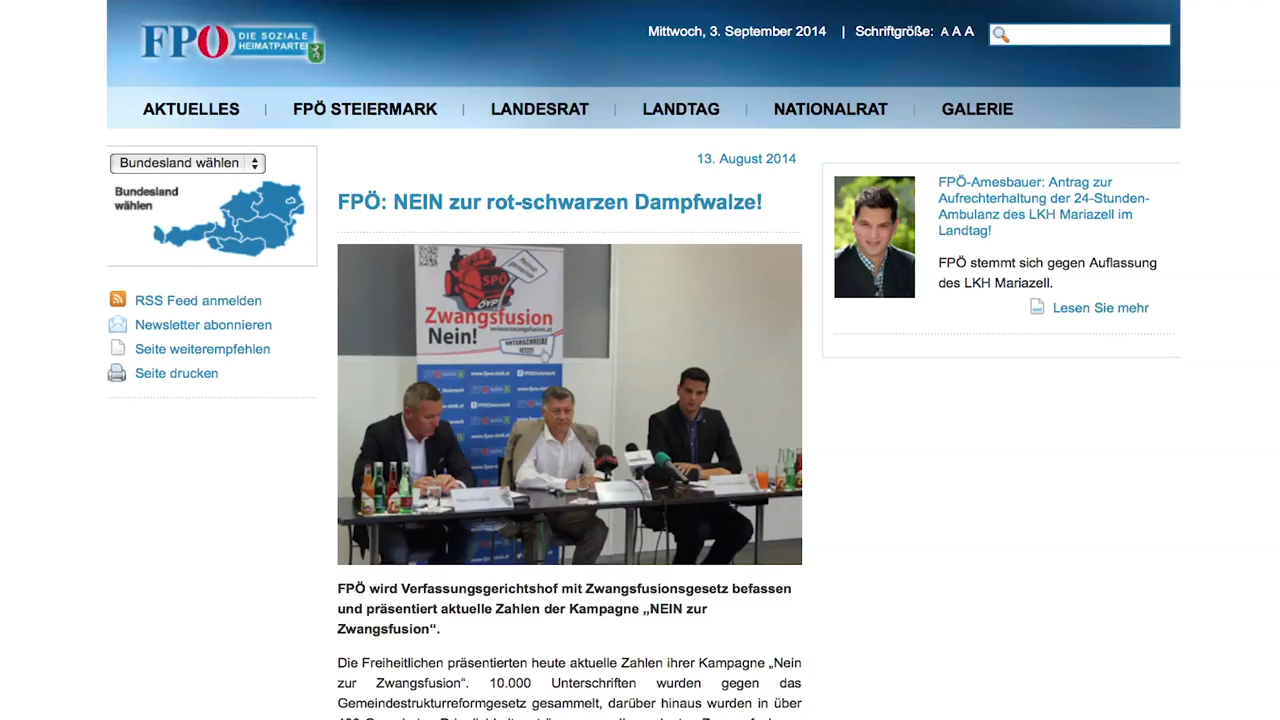 FPÖ DIE SOZIALE
HEIMATPARTEI
Mittwoch, 3. September 2014 | Schriftgröße: A A A
AKTUELLES | FPÖ STEIERMARK | LANDESRAT | LANDTAG | NATIONALRAT | GALERIE
Bundesland wählen
Bundesland
wählen
RSS Feed anmelden
Newsletter abonnieren
Seite weiterempfehlen
Seite drucken
13. August 2014
FPÖ: NEIN zur rot-schwarzen Dampfwalze!
Heimat
gemeinde
SPÖ
ÖVP
Zwangsfusion
Nein!
UNTERSCHREIBE
JETZT!
FPÖ wird Verfassungsgerichtshof mit Zwangsfusionsgesetz befassen
und präsentiert aktuelle Zahlen der Kampagne „NEIN zur
Zwangsfusion“.
Die Freiheitlichen präsentierten heute aktuelle Zahlen ihrer Kampagne „Nein
zur Zwangsfusion“. 10.000 Unterschriften wurden gegen das
Gemeindestrukturreformgesetz gesammelt, darüber hinaus wurden in über
FPÖ-Amesbauer: Antrag zur
Aufrechterhaltung der 24-Stunden-
Ambulanz des LKH Mariazell im
Landtag!
FPÖ stemmt sich gegen Auflassung
des LKH Mariazell.
Lesen Sie mehr